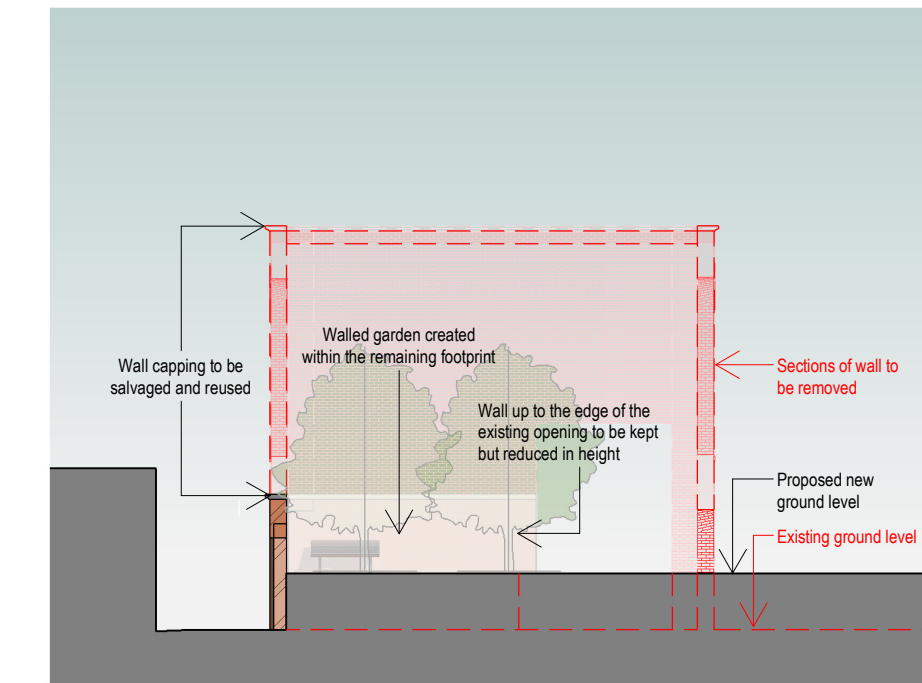 Walled garden created
within the remaining footprint
Wall capping to be
salvaged and reused
Sections of wall to
be removed
Wall up to the edge of the
existing opening to be kept
but reduced in height
Proposed new
ground level
Existing ground level